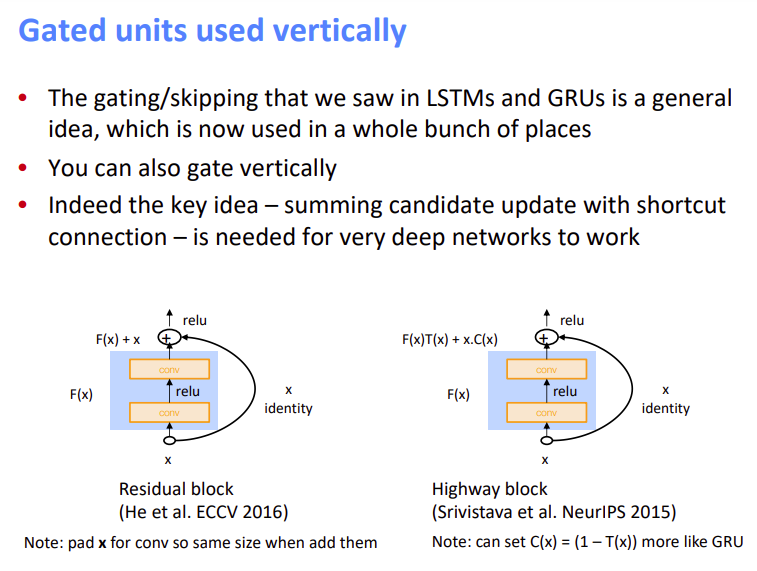 Gated units used vertically
• The gating/skipping that we saw in LSTMs and GRUs is a general
idea, which is now used in a whole bunch of places
• You can also gate vertically
• Indeed the key idea – summing candidate update with shortcut
connection – is needed for very deep networks to work
relu
F(x) + x
+
conv
F(x)
relu
x
identity
conv
x
Residual block
(He et al. ECCV 2016)
Note: pad x for conv so same size when add them
relu
F(x)T(x) + x.C(x)
+
conv
F(x)
relu
x
identity
conv
x
Highway block
(Srivistava et al. NeurIPS 2015)
Note: can set C(x) = (1 – T(x)) more like GRU